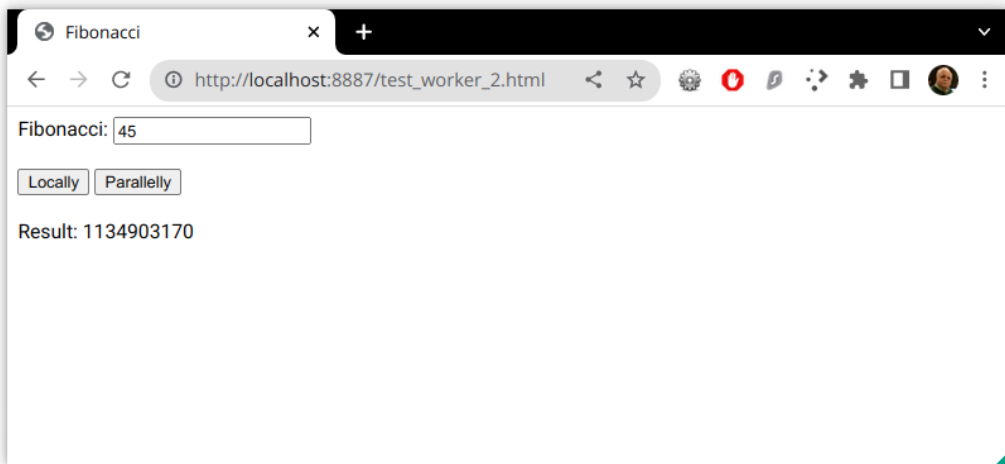 Fibonacci
http://localhost:8887/test_worker_2.html
Fibonacci: 45
Locally Parallelly
Result: 1134903170